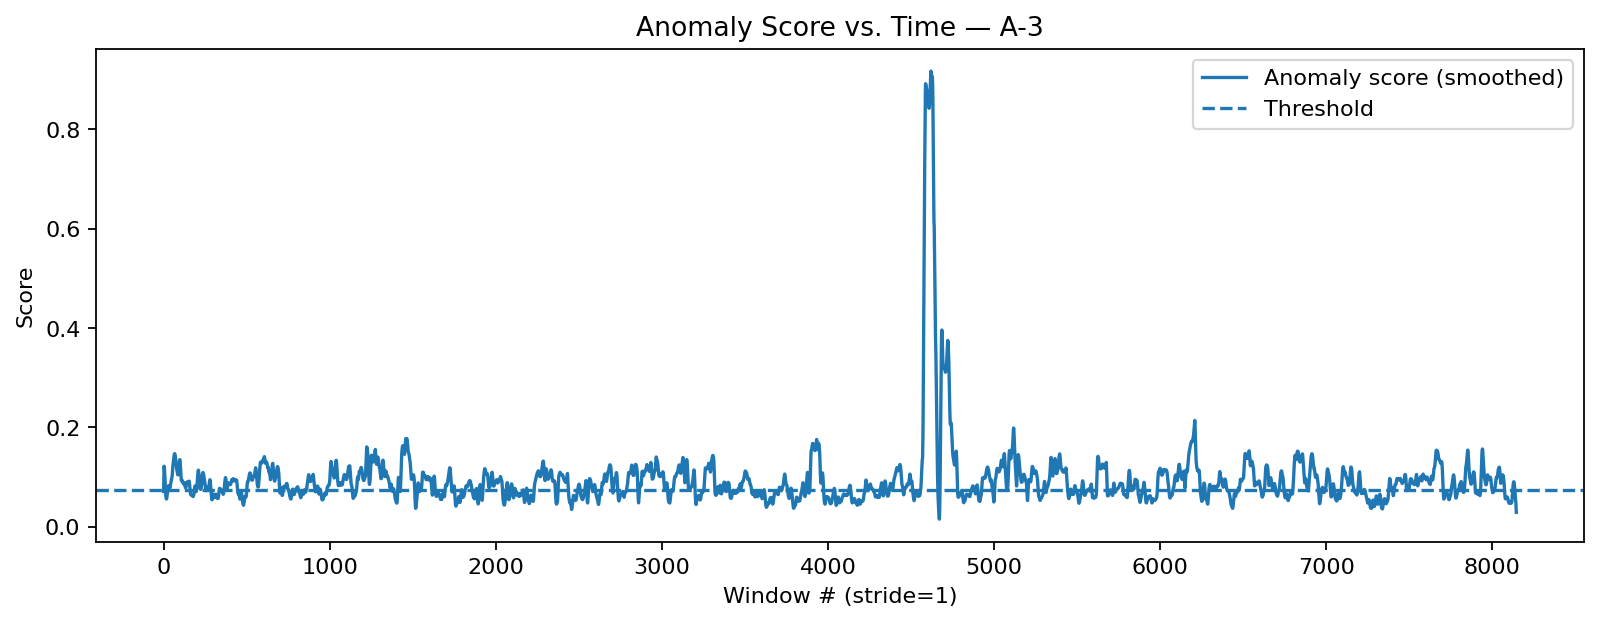 Anomaly Score vs. Time — A-3
Anomaly score (smoothed)
Threshold
Score
0.8
0.6
0.4
0.2
0.0
0 1000 2000 3000 4000 5000 6000 7000 8000
Window # (stride=1)